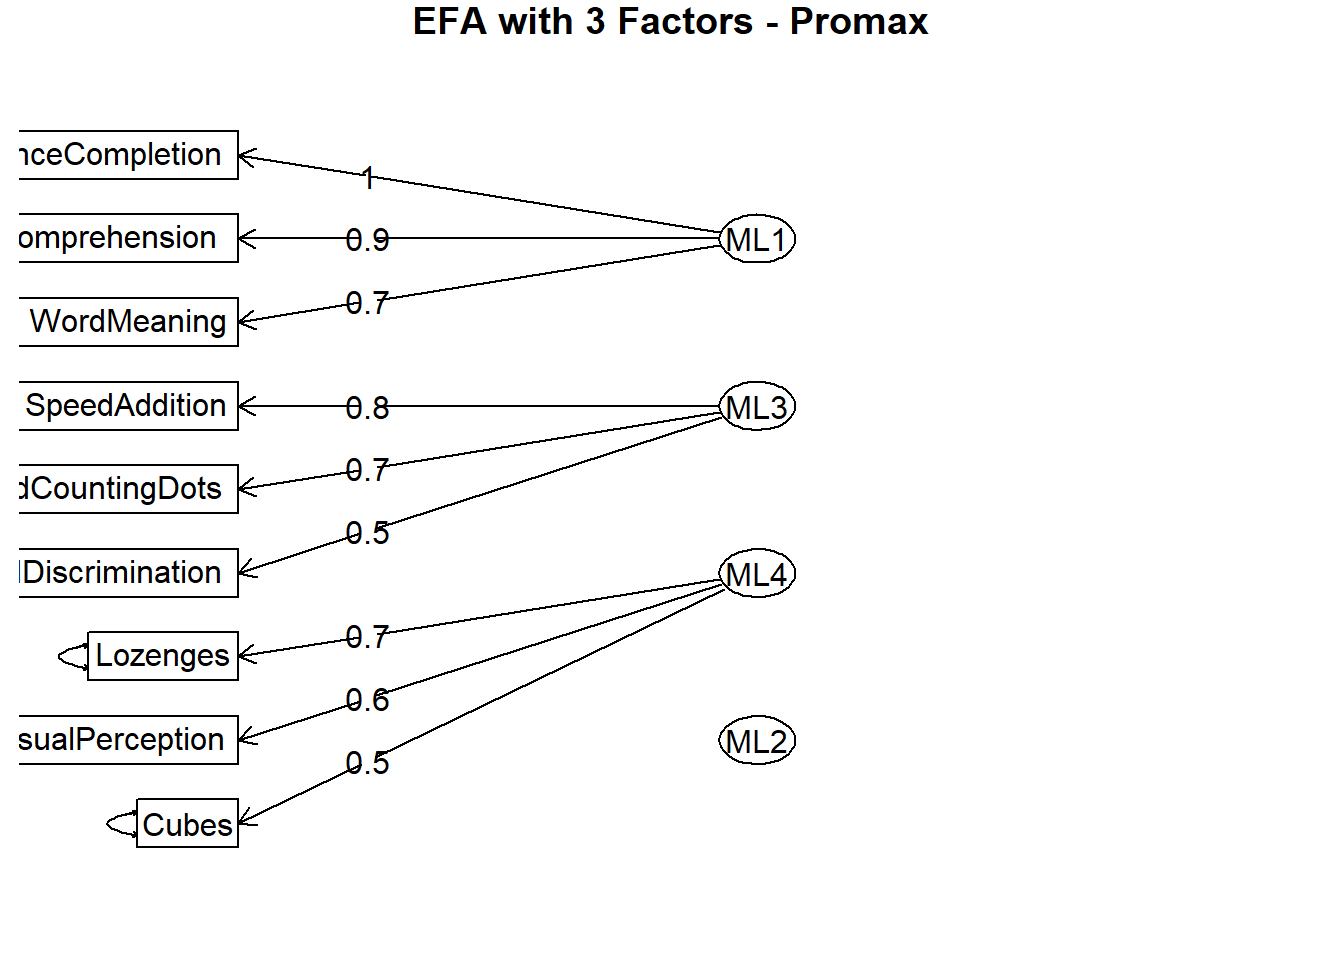 EFA with 3 Factors - Promax
nceCompletion
1
omprehension
0.9
ML1
WordMeaning
0.7
SpeedAddition
0.8
ML3
dCountingDots
0.7
Discrimination
0.5
ML4
Lozenges
0.7
sualPerception
0.6
ML2
Cubes
0.5